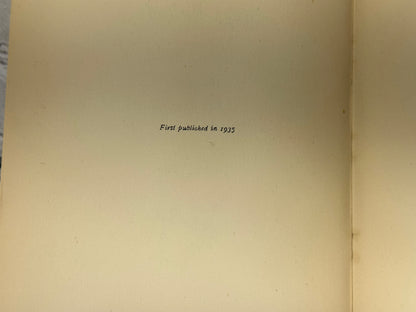 First published in 1935